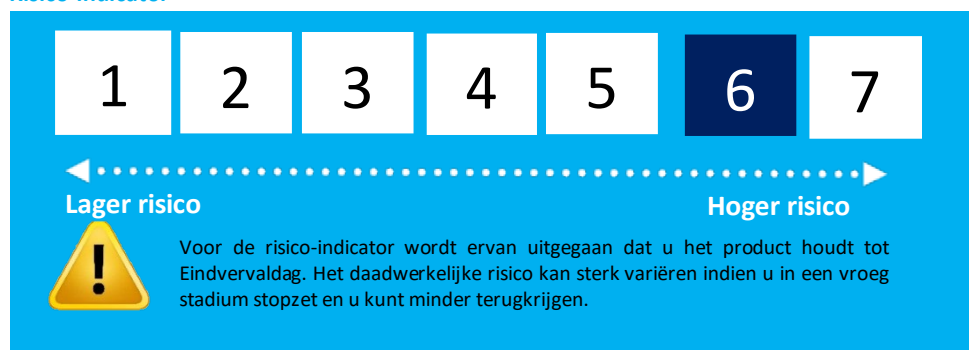 1 2 3 4 5 6 7
Lager risico Hoger risico
Voor de risico-indicator wordt ervan uitgegaan dat u het product houdt tot
Eindvervaldag. Het daadwerkelijke risico kan sterk variëren indien u in een vroeg
stadium stopzet en u kunt minder terugkrijgen.